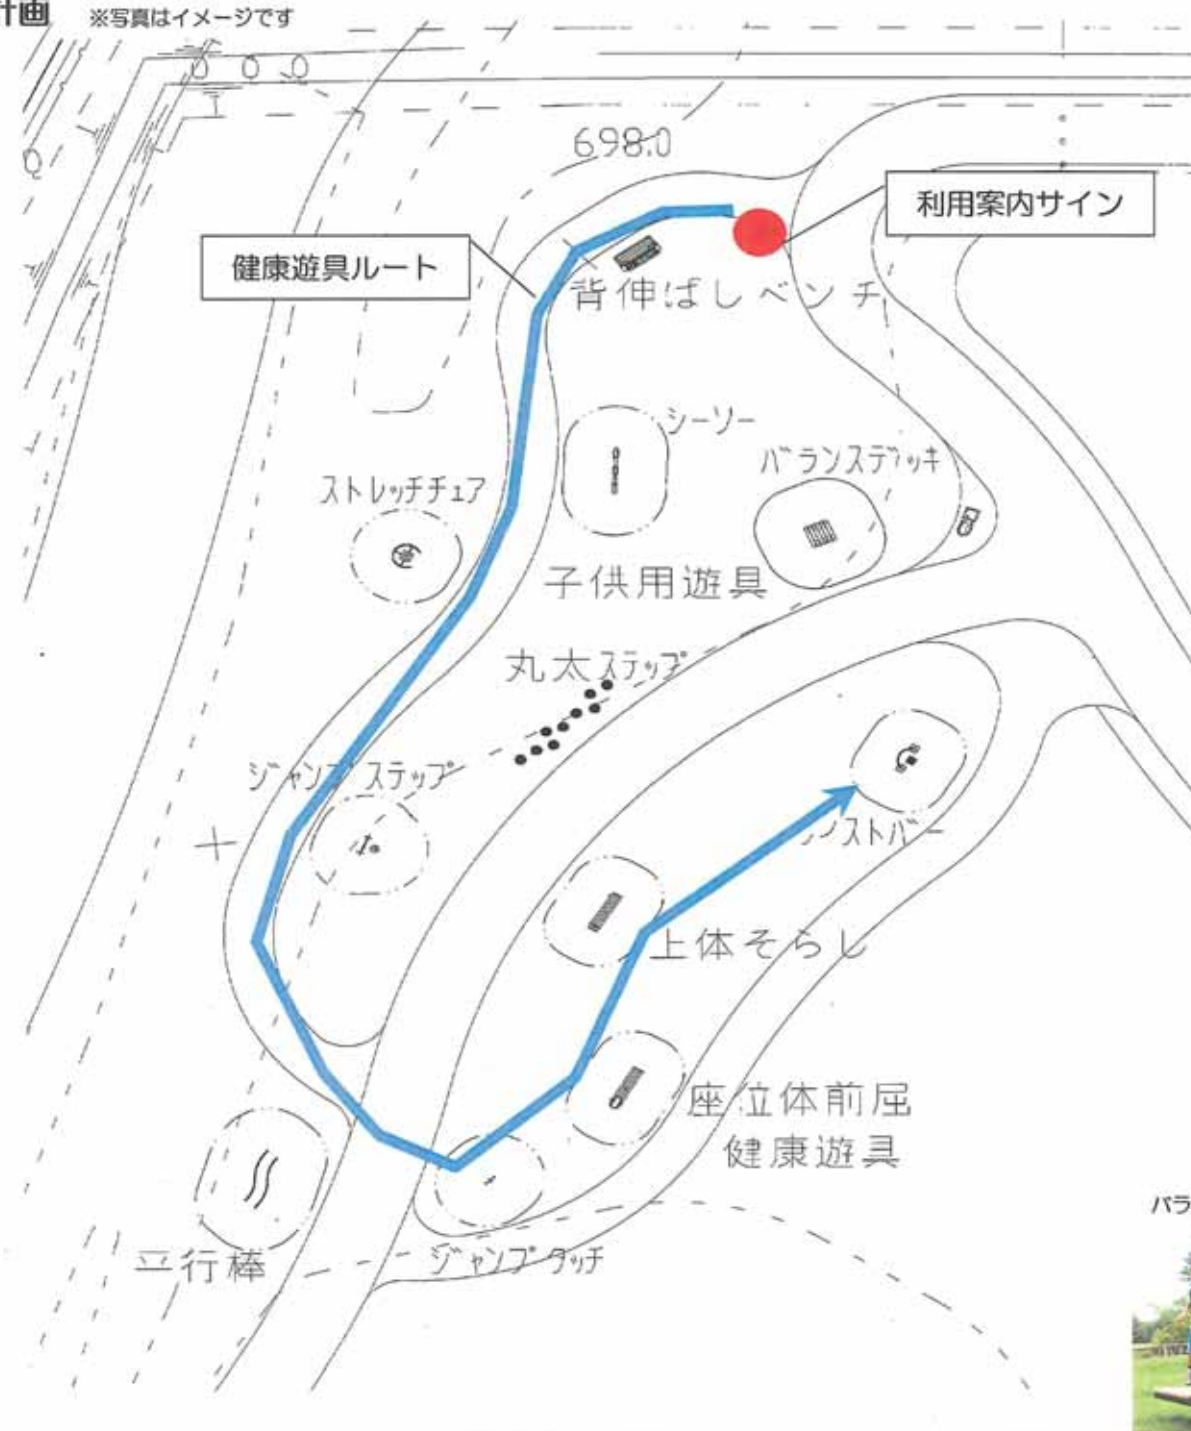 計画 ※写真はイメージです
698.0
利用案内サイン
健康遊具ルート
背伸ばしベンチ
シーソー
バランスデッキ
ストレッチチェア
子供用遊具
丸太ステップ
ジャンプステップ
上体そらし
座位体前屈
健康遊具
平行棒
ジャンプタッチ
バラ